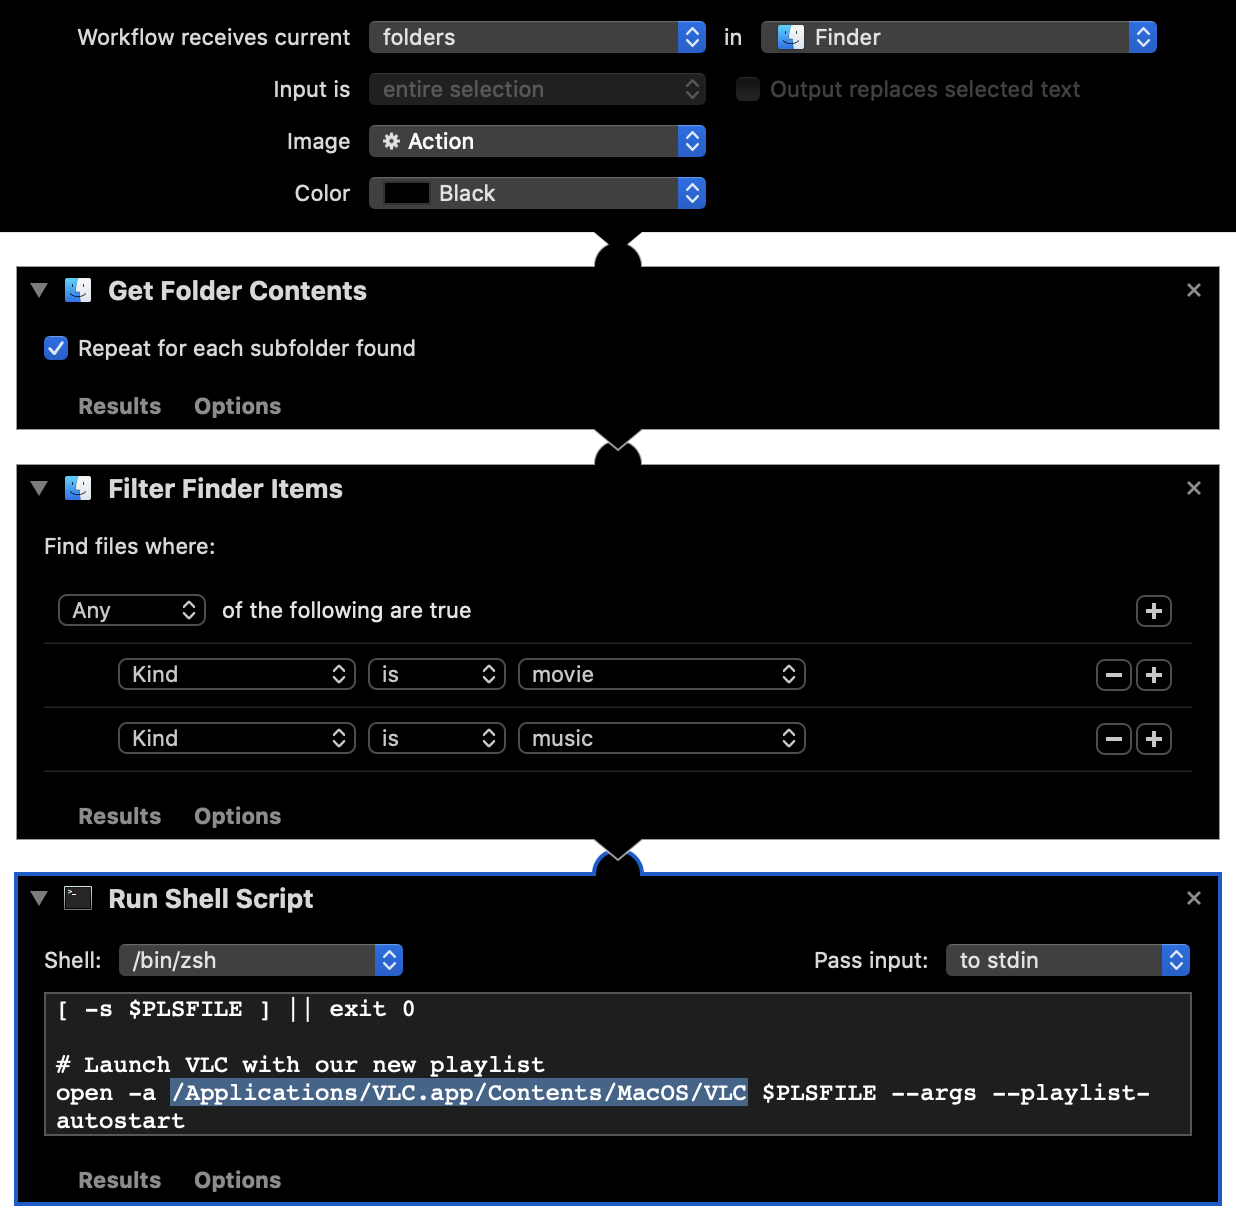 Workflow receives current folders in Finder
Input is entire selection Output replaces selected text
Image Action
Color Black
Get Folder Contents
Repeat for each subfolder found
Results Options
Filter Finder Items
Find files where:
Any of the following are true
Kind is movie
Kind is music
Results Options
Run Shell Script
Shell: /bin/zsh Pass input: to stdin
[ -s $PLSFILE ] || exit 0
# Launch VLC with our new playlist
open -a /Applications/VLC.app/Contents/MacOS/VLC $PLSFILE --args --playlist-
autostart
Results Options